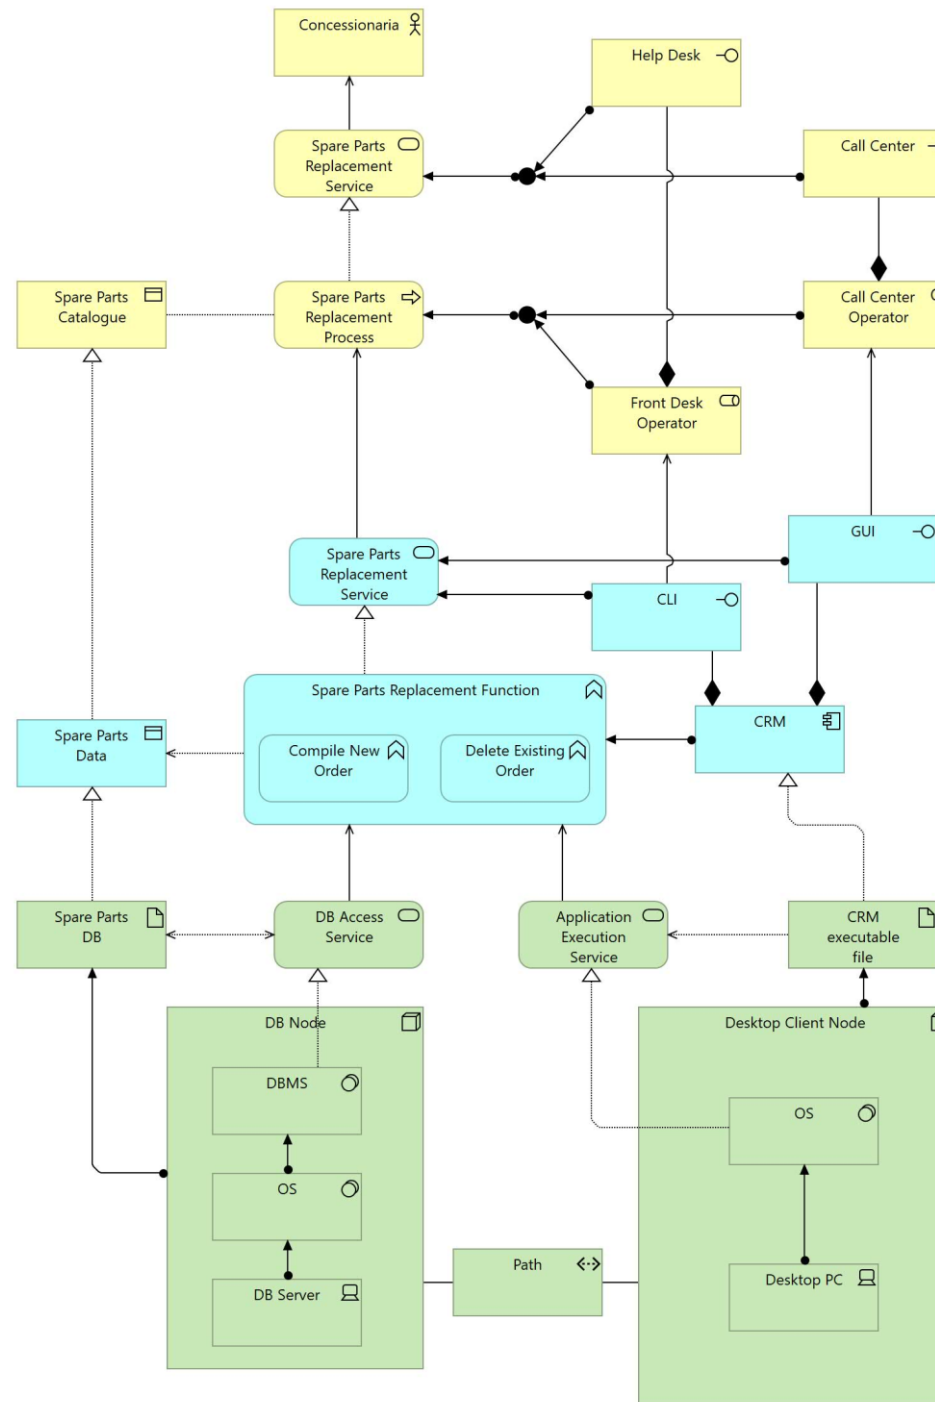 Concessionaria
Help Desk
Spare Parts
Replacement
Service
Call Center
Spare Parts
Catalogue
Spare Parts
Replacement
Process
Call Center
Operator
Front Desk
Operator
Spare Parts
Replacement
Service
GUI
CLI
Spare Parts Replacement Function
Compile New
Order
Delete Existing
Order
CRM
Spare Parts
Data
Spare Parts
DB
DB Access
Service
Application
Execution
Service
CRM
executable
file
DB Node
DBMS
OS
DB Server
Path
Desktop Client Node
OS
Desktop PC